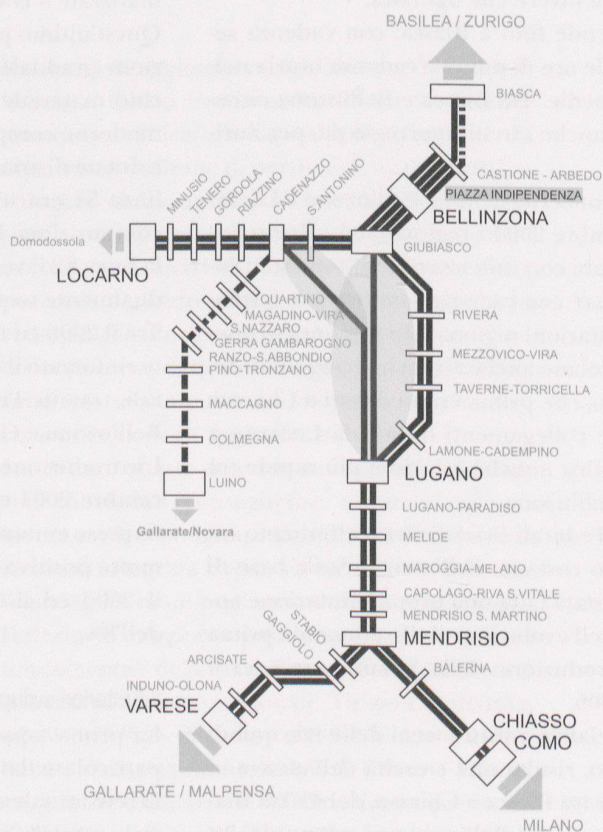 BASILEA / ZURIGO
BIASCA
CASTIONE - ARBEDO
PIAZZA INDIPENDENZA
BELLINZONA
GIUBIASCO
MINUSIO
TENERO
GORDOLA
RIAZZINO
CADENAZZO
S.ANTONINO
Domodossola
LOCARNO
QUARTINO
MAGADINO-VIRA
S.NAZZARO
GERRA GAMBAROGNO
RANZO-S.ABBONDIO
PINO-TRONZANO
MACCAGNO
COLMEGNA
LUINO
Gallarate/Novara
RIVERA
MEZZOVICO-VIRA
TAVERNE-TORRICELLA
LAMONE-CADEMPINO
LUGANO
LUGANO-PARADISO
MELIDE
MAROGGIA-MELANO
CAPOLAGO-RIVA S.VITALE
MENDRISIO S. MARTINO
MENDRISIO
STABIO
GAGGIOLO
ARCISATE
INDUNO-OLONA
VARESE
GALLARATE / MALPENSA
BALERNA
CHIASSO
COMO
MILANO